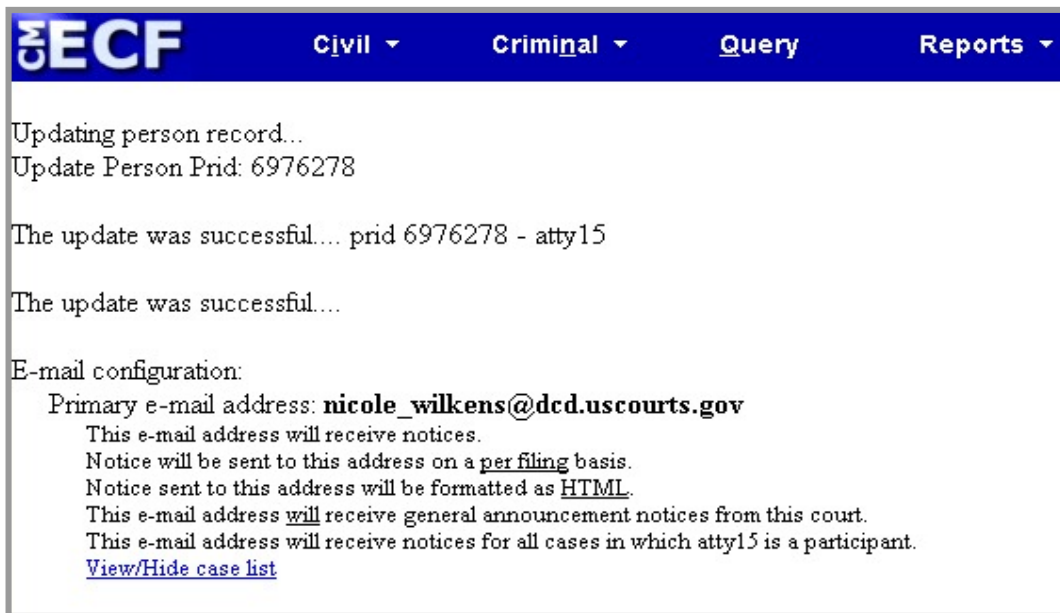 CM ECF Civil Criminal Query Reports
Updating person record...
Update Person Prid: 6976278
The update was successful.... prid 6976278 - atty15
The update was successful....
E-mail configuration:
Primary e-mail address: nicole_wilkens@dcd.uscourts.gov
This e-mail address will receive notices.
Notice will be sent to this address on a per filing basis.
Notice sent to this address will be formatted as HTML.
This e-mail address will receive general announcement notices from this court.
This e-mail address will receive notices for all cases in which atty15 is a participant.
View/Hide case list